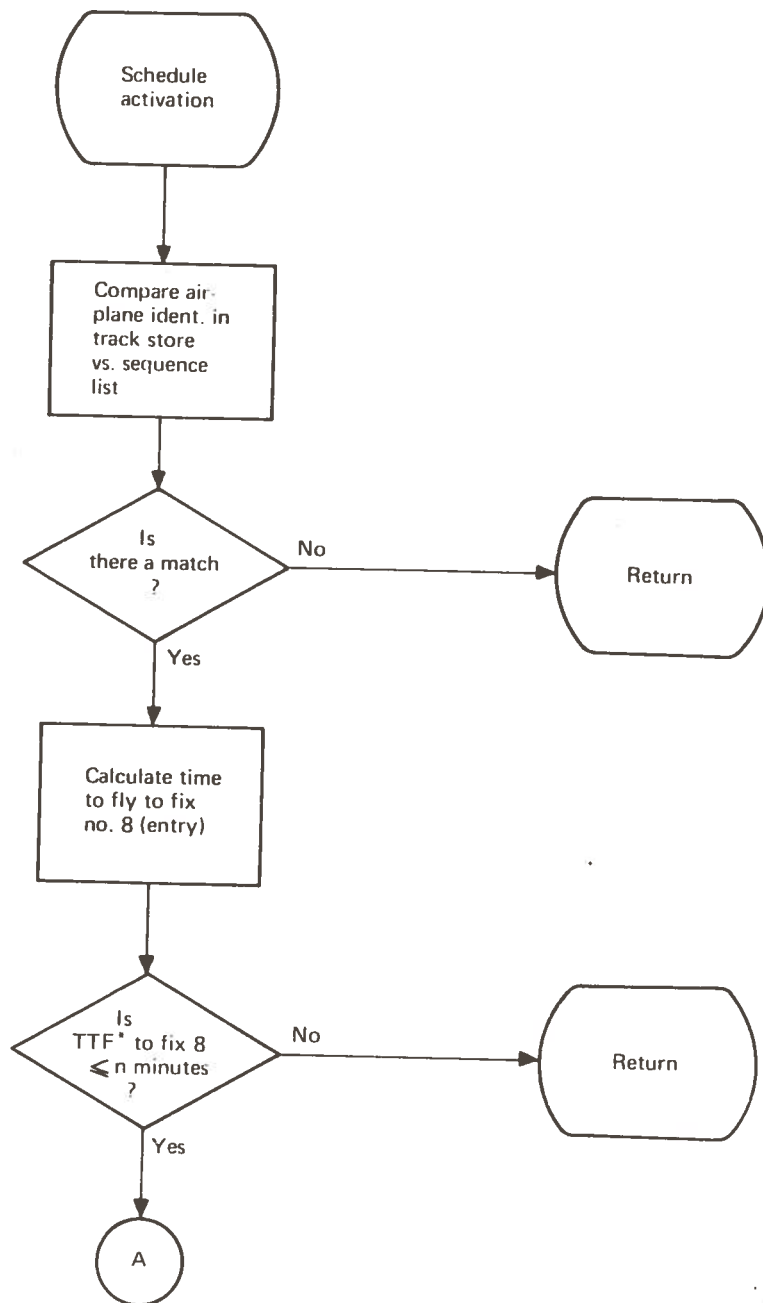 Schedule
activation
Compare air-
plane ident. in
track store
vs. sequence
list
Is
there a match
?
No
Return
Yes
Calculate time
to fly to fix
no. 8 (entry)
Is
TTF* to fix 8
⩽ n minutes
?
No
Return
Yes
A